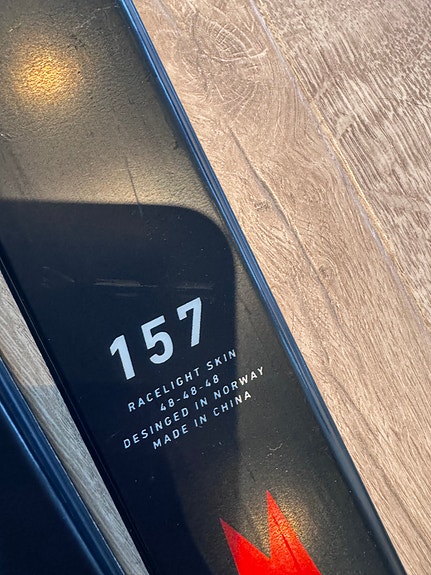 157
RACELIGHT SKIN
48-48-48
DESINGED IN NORWAY
MADE IN CHINA